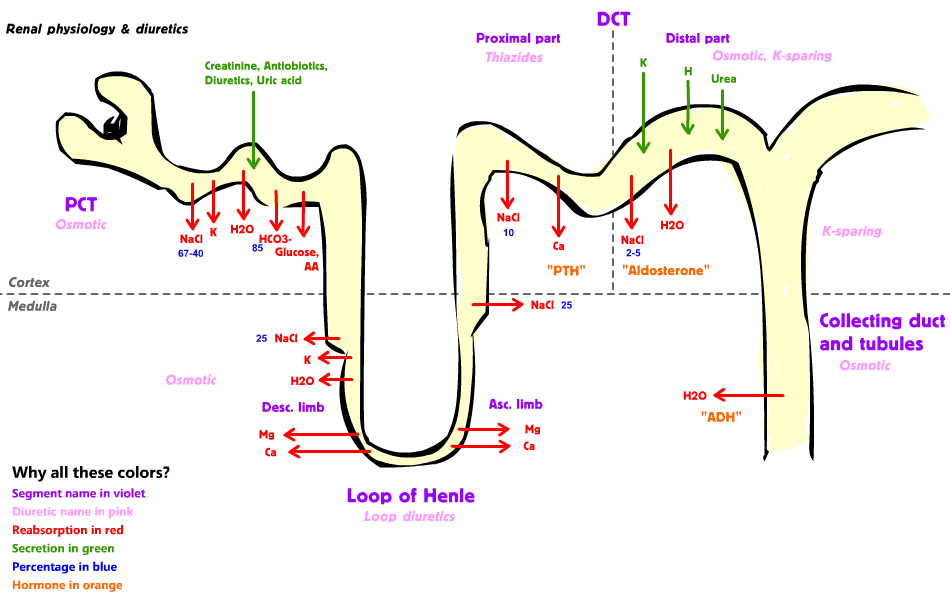 Renal physiology & diuretics
DCT
Proximal part
Thiazides
Distal part
Osmotic, K-sparing
Creatinine, Antiobiotics,
Diuretics, Uric acid
K
H
Urea
PCT
Osmotic
NaCl
67-40
K
H2O
85
HCO3-
Glucose,
AA
NaCl
10
Ca
"PTH"
NaCl
2-5
H2O
"Aldosterone"
K-sparing
Cortex
Medulla
NaCl 25
25 NaCl
K
H2O
Osmotic
Desc. limb
Asc. limb
Mg
Ca
Mg
Ca
Collecting duct
and tubules
Osmotic
H2O
"ADH"
Loop of Henle
Loop diuretics
Why all these colors?
Segment name in violet
Diuretic name in pink
Reabsorption in red
Secretion in green
Percentage in blue
Hormone in orange